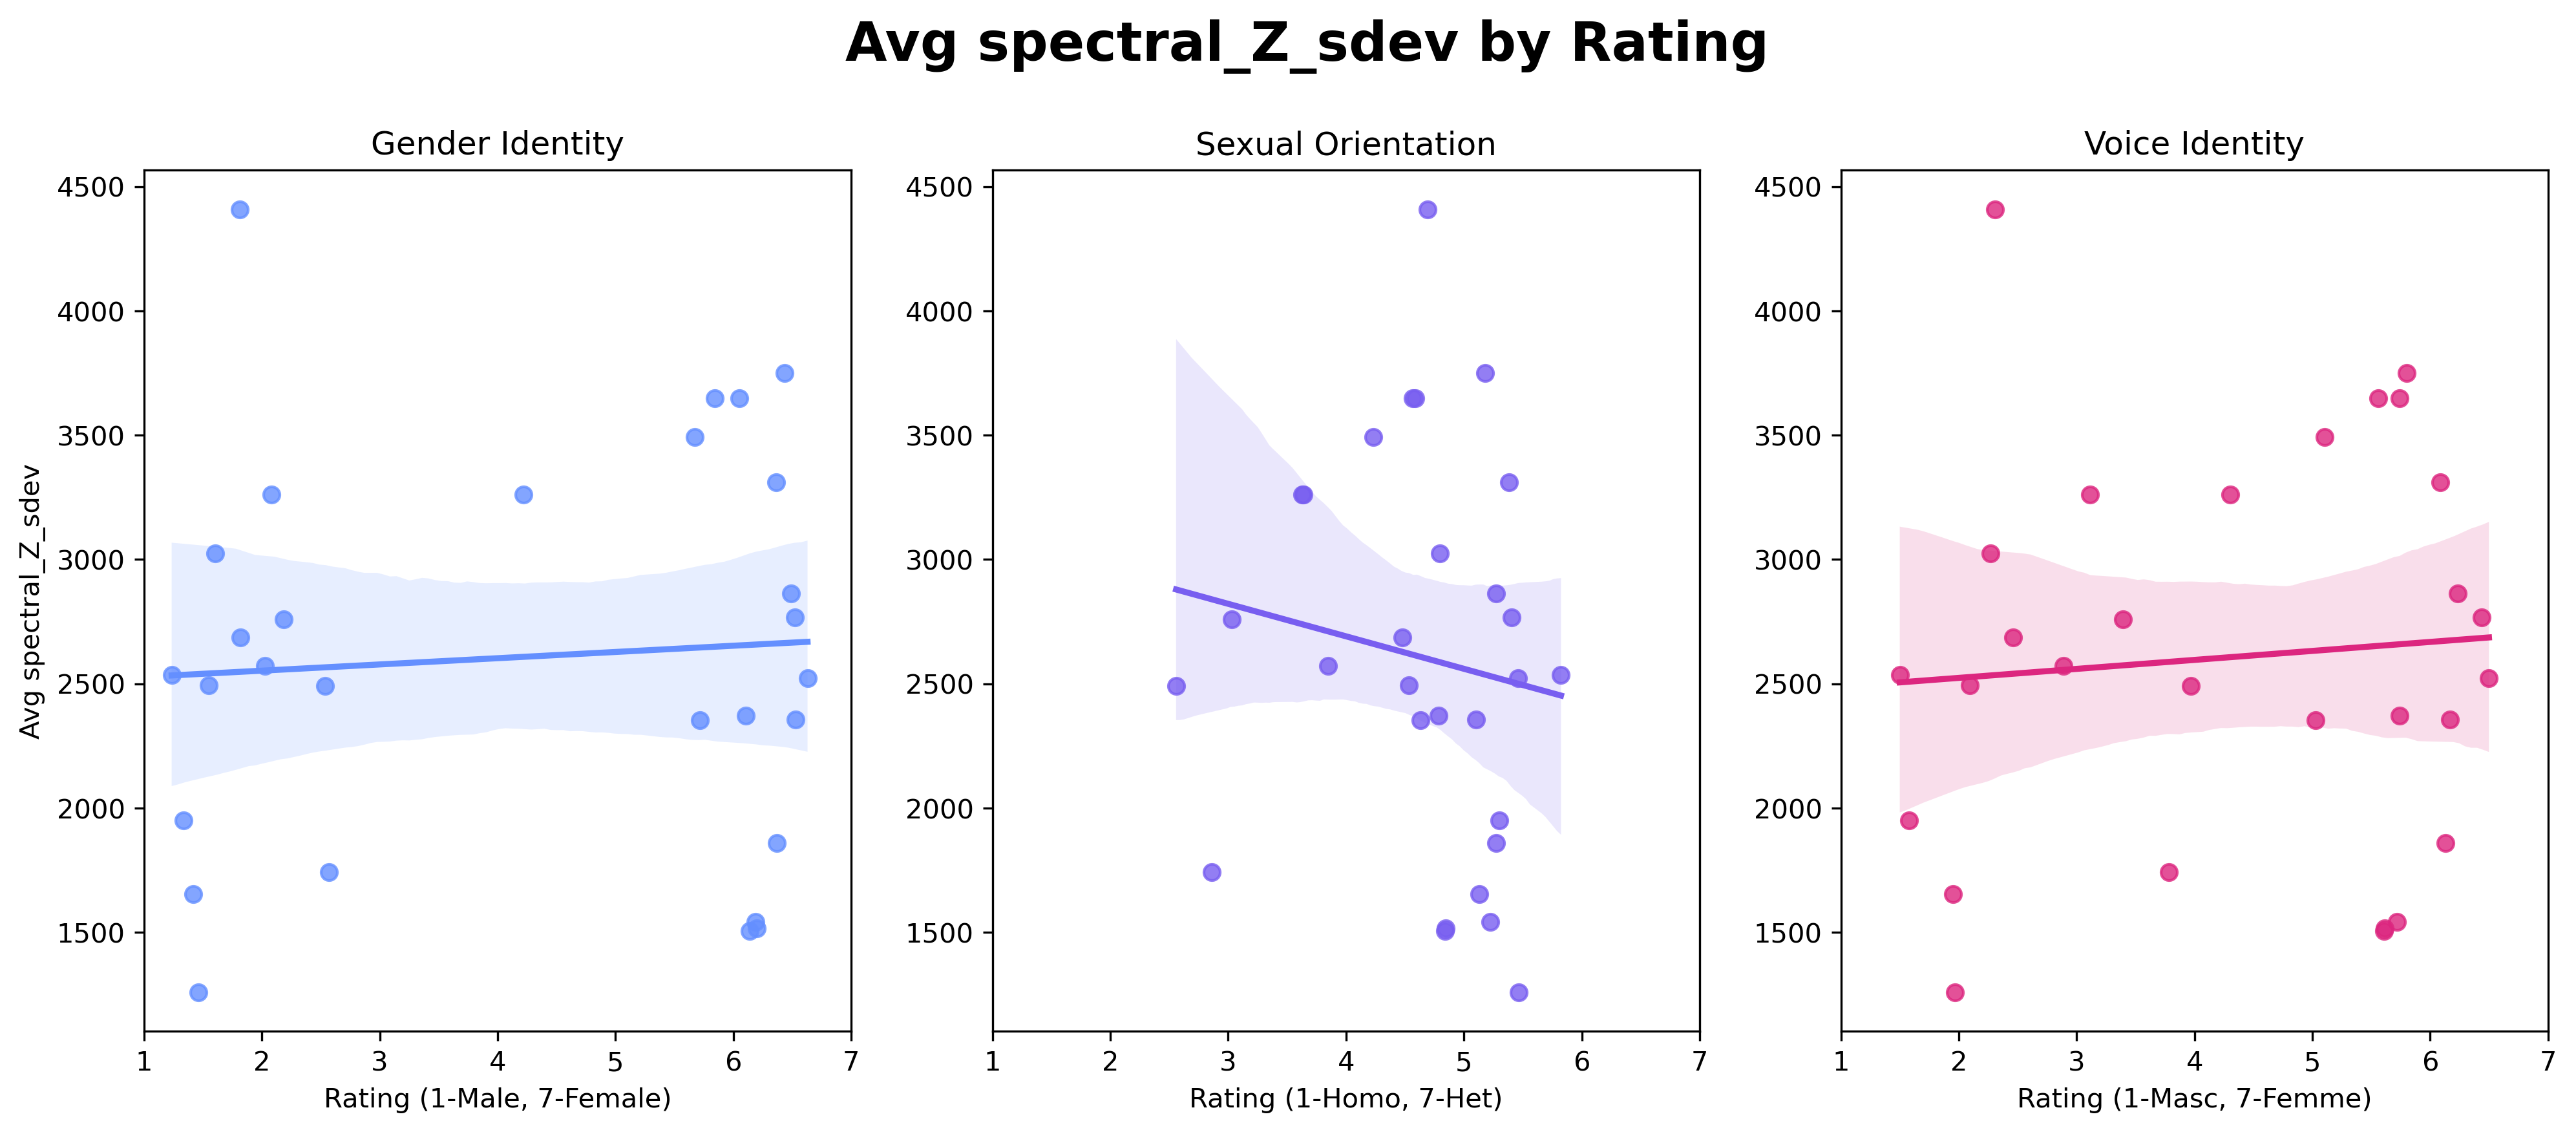 Avg spectral_Z_sdev by Rating
Gender Identity
Sexual Orientation
Voice Identity
Avg spectral_Z_sdev
4500
4000
3500
3000
2500
2000
1500
1 2 3 4 5 6 7
Rating (1-Male, 7-Female)
4500
4000
3500
3000
2500
2000
1500
1 2 3 4 5 6 7
Rating (1-Homo, 7-Het)
4500
4000
3500
3000
2500
2000
1500
1 2 3 4 5 6 7
Rating (1-Masc, 7-Femme)